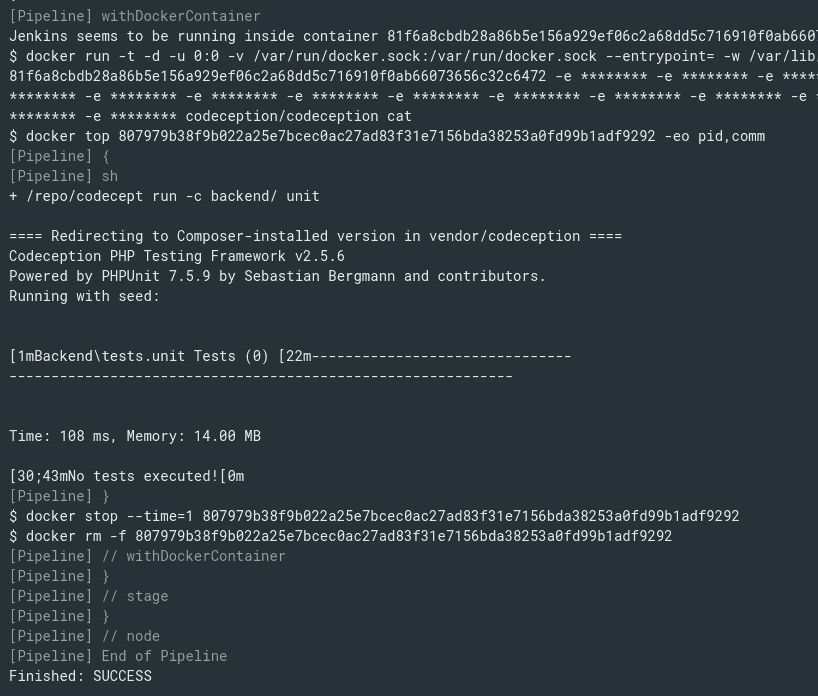 [Pipeline] withDockerContainer
Jenkins seems to be running inside container 81f6a8cbdb28a86b5e156a929ef06c2a68dd5c716910f0ab6607
$ docker run -t -d -u 0:0 -v /var/run/docker.sock:/var/run/docker.sock --entrypoint= -w /var/lib/
81f6a8cbdb28a86b5e156a929ef06c2a68dd5c716910f0ab66073656c32c6472 -e ******** -e ******** -e ****
******** -e ******** -e ******** -e ******** -e ******** -e ******** -e ******** -e ******** -e *
******** -e ******** codeception/codeception cat
$ docker top 807979b38f9b022a25e7bcec0ac27ad83f31e7156bda38253a0fd99b1adf9292 -eo pid,comm
[Pipeline] {
[Pipeline] sh
+ /repo/codecept run -c backend/ unit
==== Redirecting to Composer-installed version in vendor/codeception ====
Codeception PHP Testing Framework v2.5.6
Powered by PHPUnit 7.5.9 by Sebastian Bergmann and contributors.
Running with seed:
[1mBackend\tests.unit Tests (0) [22m-------------------------------
------------------------------------------------------------
Time: 108 ms, Memory: 14.00 MB
[30;43mNo tests executed![0m
[Pipeline] }
$ docker stop --time=1 807979b38f9b022a25e7bcec0ac27ad83f31e7156bda38253a0fd99b1adf9292
$ docker rm -f 807979b38f9b022a25e7bcec0ac27ad83f31e7156bda38253a0fd99b1adf9292
[Pipeline] // withDockerContainer
[Pipeline] }
[Pipeline] // stage
[Pipeline] }
[Pipeline] // node
[Pipeline] End of Pipeline
Finished: SUCCESS